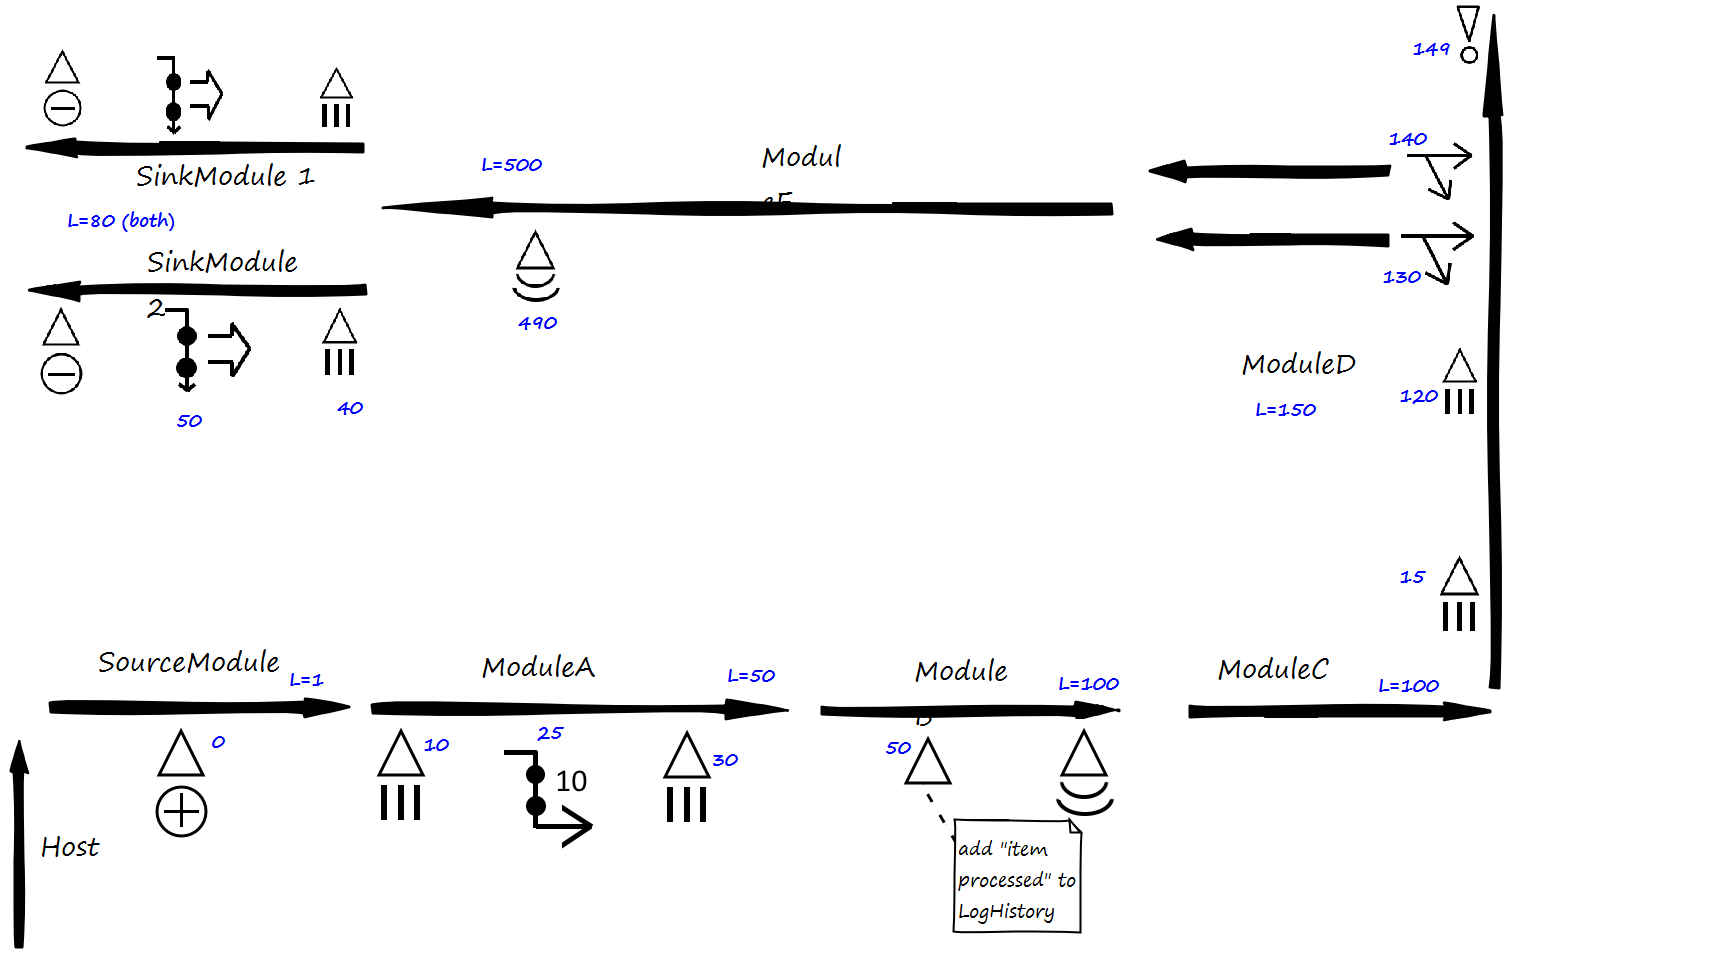 149
140
Modul
L=500
SinkModule 1
L=80 (both)
SinkModule
2
130
490
ModuleD
L=150
120
50
40
15
SourceModule
L=1
ModuleA
L=50
Module
L=100
ModuleC
L=100
0
10
25
30
50
10
Host
add "item
processed" to
LogHistory